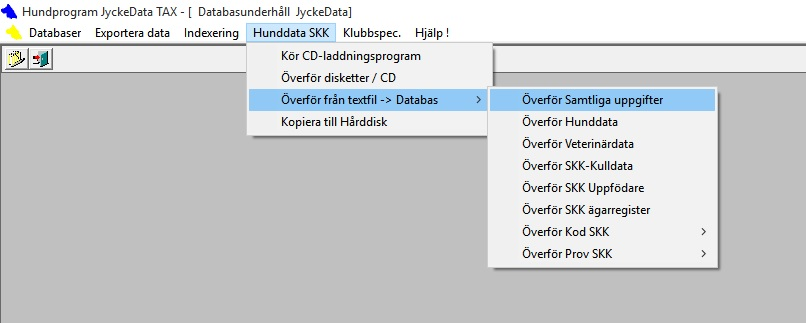 Hundprogram JyckeData TAX - [ Databasunderhåll JyckeData]
Databaser Exportera data Indexering Hunddata SKK Klubbspec. Hjälp !
Kör CD-laddningsprogram
Överför disketter / CD
Överför från textfil -> Databas
Kopiera till Hårddisk
Överför Samtliga uppgifter
Överför Hunddata
Överför Veterinärdata
Överför SKK-Kulldata
Överför SKK Uppfödare
Överför SKK ägarregister
Överför Kod SKK
Överför Prov SKK